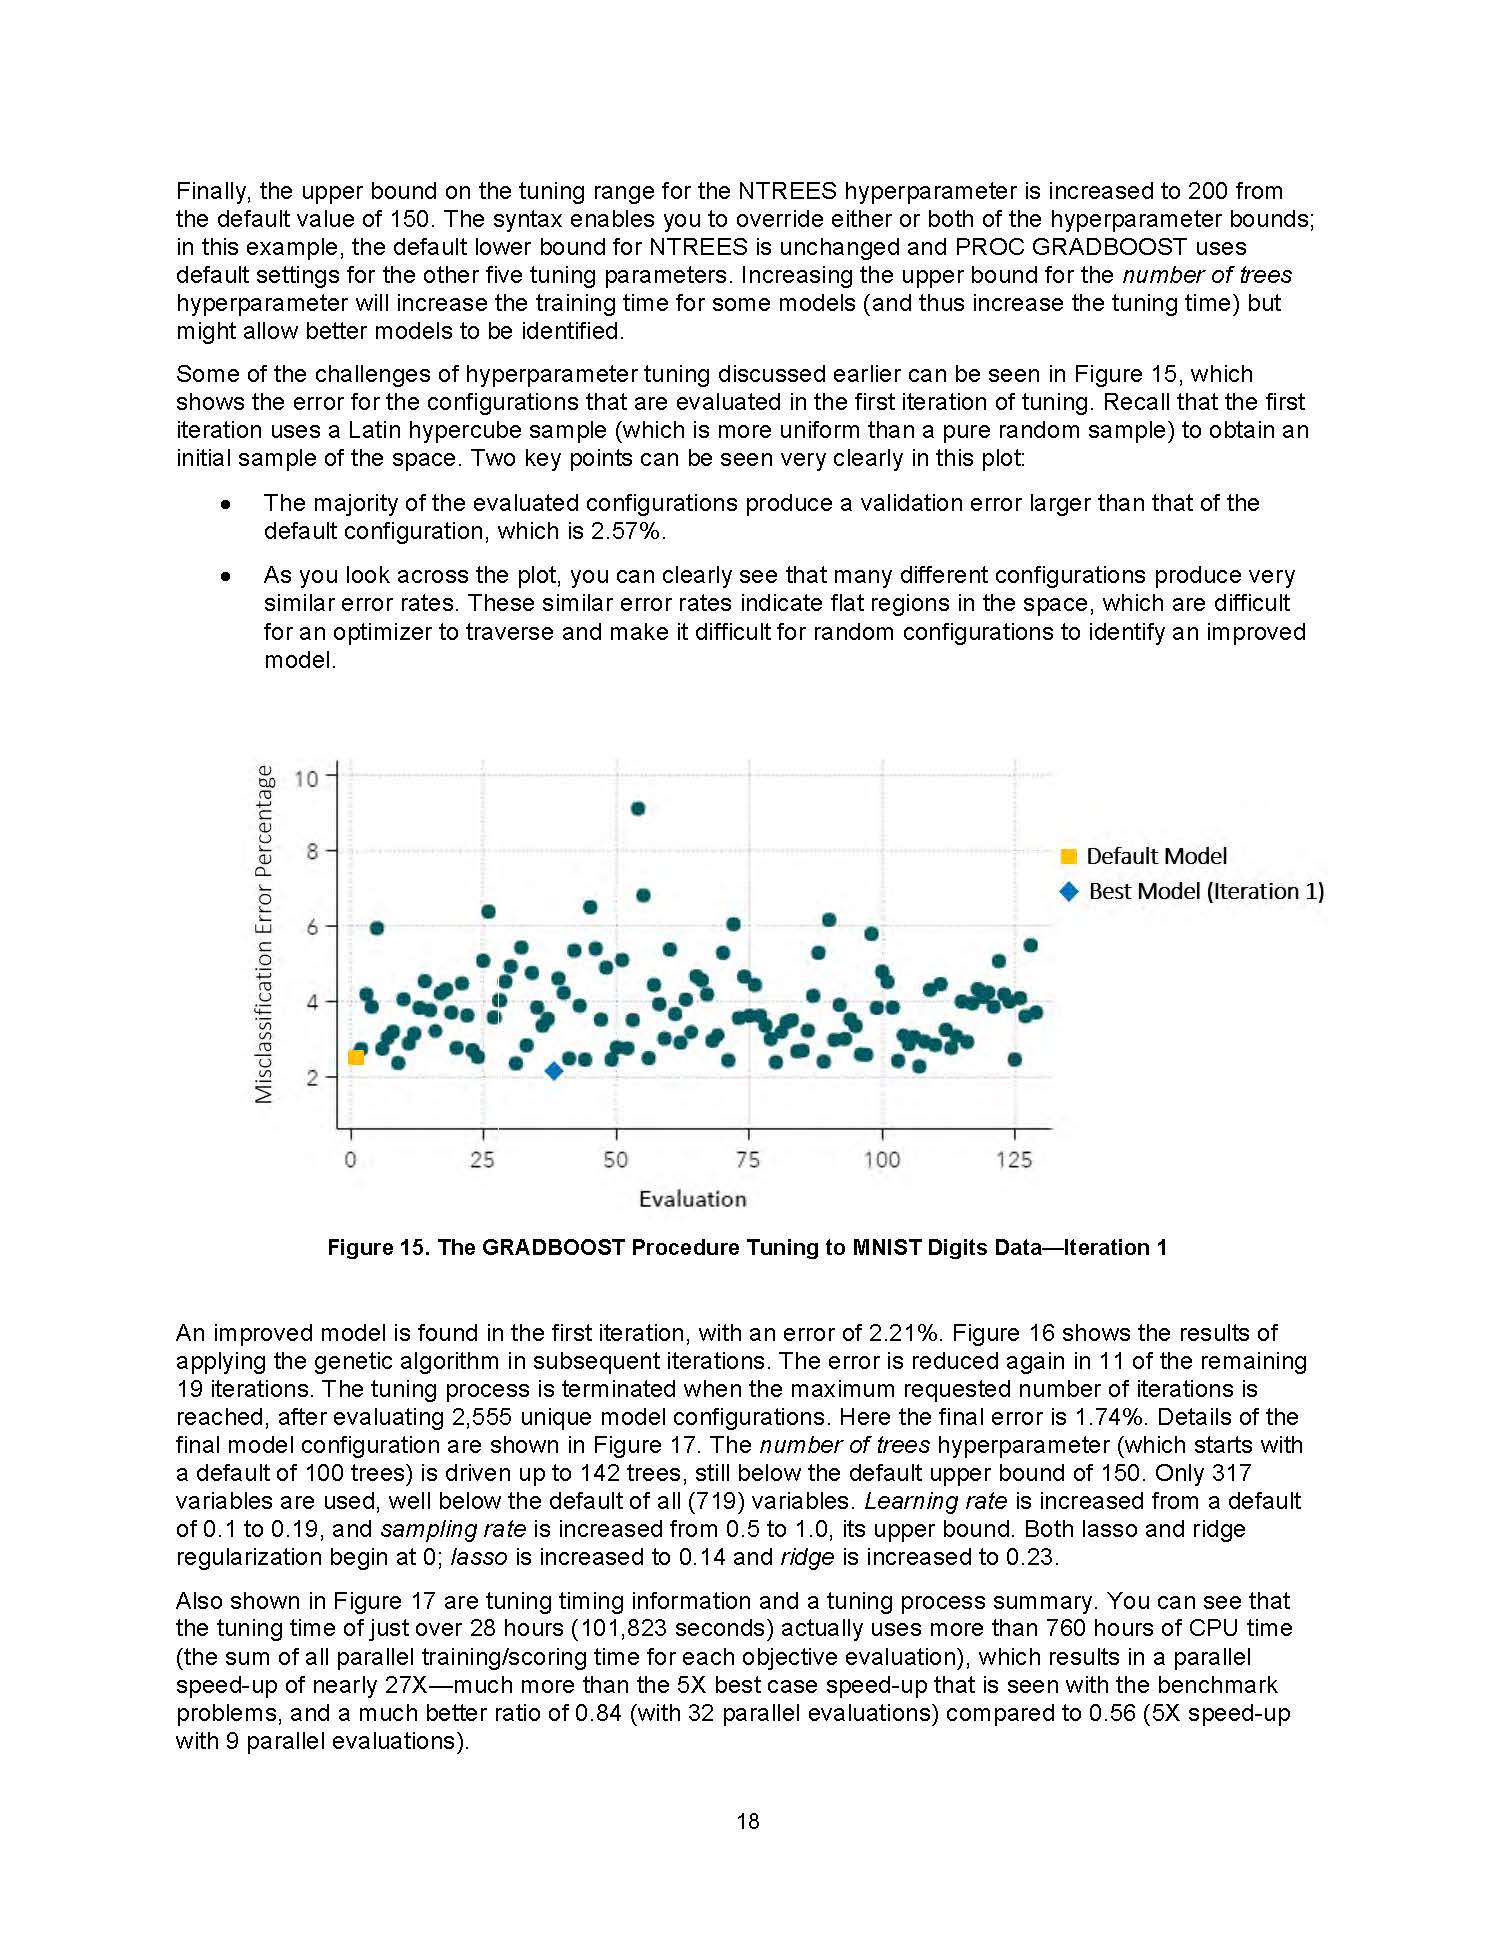 Finally, the upper bound on the tuning range for the NTREES hyperparameter is increased to 200 from
the default value of 150. The syntax enables you to override either or both of the hyperparameter bounds;
in this example, the default lower bound for NTREES is unchanged and PROC GRADBOOST uses
default settings for the other five tuning parameters. Increasing the upper bound for the number of trees
hyperparameter will increase the training time for some models (and thus increase the tuning time) but
might allow better models to be identified.
Some of the challenges of hyperparameter tuning discussed earlier can be seen in Figure 15, which
shows the error for the configurations that are evaluated in the first iteration of tuning. Recall that the first
iteration uses a Latin hypercube sample (which is more uniform than a pure random sample) to obtain an
initial sample of the space. Two key points can be seen very clearly in this plot:
• The majority of the evaluated configurations produce a validation error larger than that of the
default configuration, which is 2.57%.
• As you look across the plot, you can clearly see that many different configurations produce very
similar error rates. These similar error rates indicate flat regions in the space, which are difficult
for an optimizer to traverse and make it difficult for random configurations to identify an improved
model.
Misclassification Error Percentage
10
8
6
4
2
0 25 50 75 100 125
Evaluation
Default Model
Best Model (Iteration 1)
Figure 15. The GRADBOOST Procedure Tuning to MNIST Digits Data—Iteration 1
An improved model is found in the first iteration, with an error of 2.21%. Figure 16 shows the results of
applying the genetic algorithm in subsequent iterations. The error is reduced again in 11 of the remaining
19 iterations. The tuning process is terminated when the maximum requested number of iterations is
reached, after evaluating 2,555 unique model configurations. Here the final error is 1.74%. Details of the
final model configuration are shown in Figure 17. The number of trees hyperparameter (which starts with
a default of 100 trees) is driven up to 142 trees, still below the default upper bound of 150. Only 317
variables are used, well below the default of all (719) variables. Learning rate is increased from a default
of 0.1 to 0.19, and sampling rate is increased from 0.5 to 1.0, its upper bound. Both lasso and ridge
regularization begin at 0; lasso is increased to 0.14 and ridge is increased to 0.23.
Also shown in Figure 17 are tuning timing information and a tuning process summary. You can see that
the tuning time of just over 28 hours (101,823 seconds) actually uses more than 760 hours of CPU time
(the sum of all parallel training/scoring time for each objective evaluation), which results in a parallel
speed-up of nearly 27X—much more than the 5X best case speed-up that is seen with the benchmark
problems, and a much better ratio of 0.84 (with 32 parallel evaluations) compared to 0.56 (5X speed-up
with 9 parallel evaluations).
18